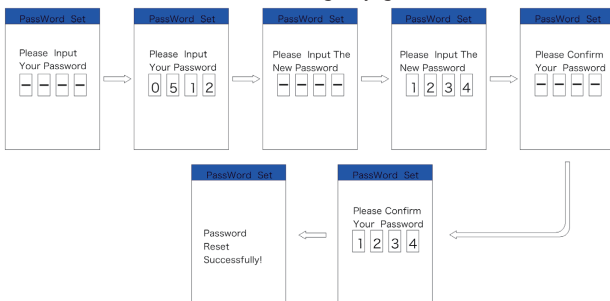 PassWord Set
Please Input
Your Password
- - - -
PassWord Set
Please Input
Your Password
0 5 1 2
PassWord Set
Please Input The
New Password
- - - -
PassWord Set
Please Input The
New Password
1 2 3 4
PassWord Set
Please Confirm
Your Password
- - - -
PassWord Set
Please Confirm
Your Password
1 2 3 4
PassWord Set
Password
Reset
Successfully!